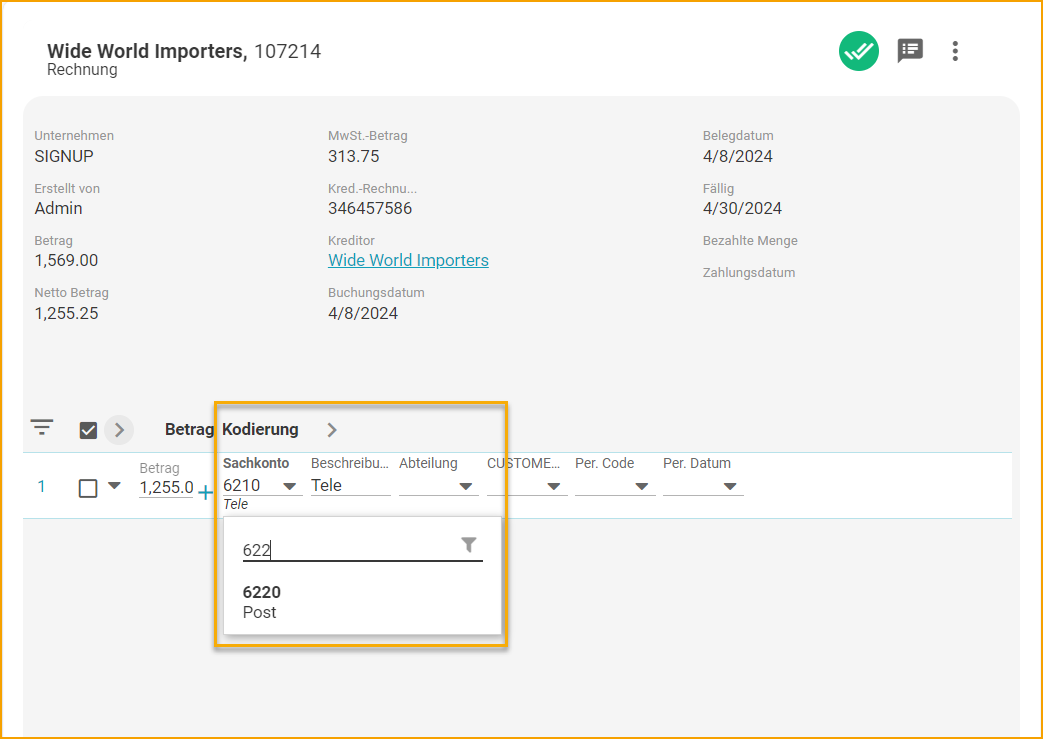 Wide World Importers, 107214
Rechnung
Unternehmen
SIGNUP
Erstellt von
Admin
Betrag
1,569.00
Netto Betrag
1,255.25
MwSt.-Betrag
313.75
Kred.-Rechnu...
346457586
Kreditor
Wide World Importers
Buchungsdatum
4/8/2024
Belegdatum
4/8/2024
Fällig
4/30/2024
Bezahlte Menge
Zahlungsdatum
Betrag Kodierung
1
Betrag
1,255.0
Sachkonto
6210
Tele
Beschreibu...
Tele
Abteilung
CUSTOME...
Per. Code
Per. Datum
622
6220
Post